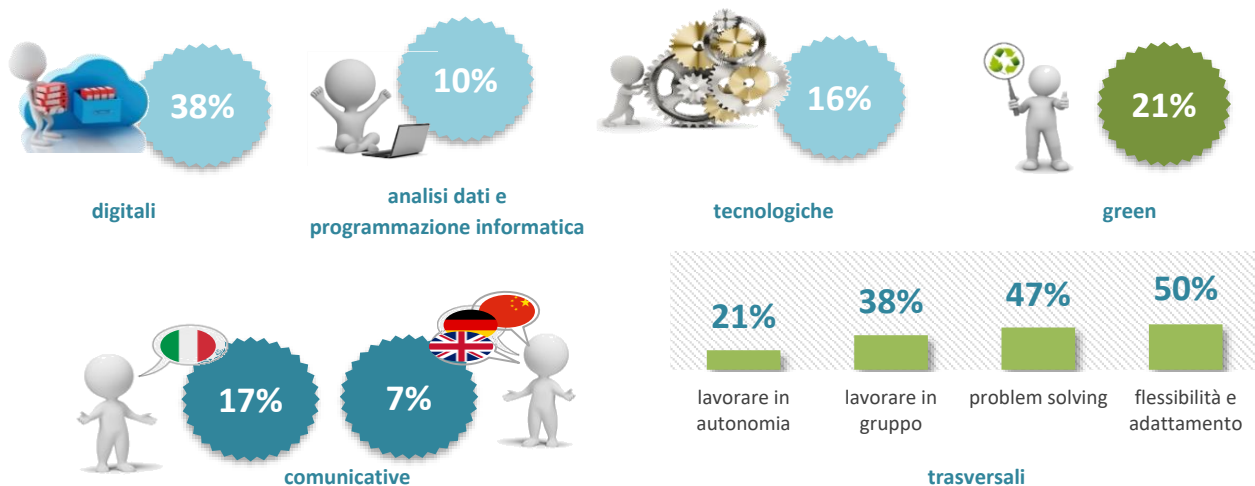 38%
10%
16%
21%
digitali
analisi dati e
programmazione informatica
tecnologiche
green
17%
7%
comunicative
21%
38%
47%
50%
lavorare in
autonomia
lavorare in
gruppo
problem solving
flessibilità e
adattamento
trasversali